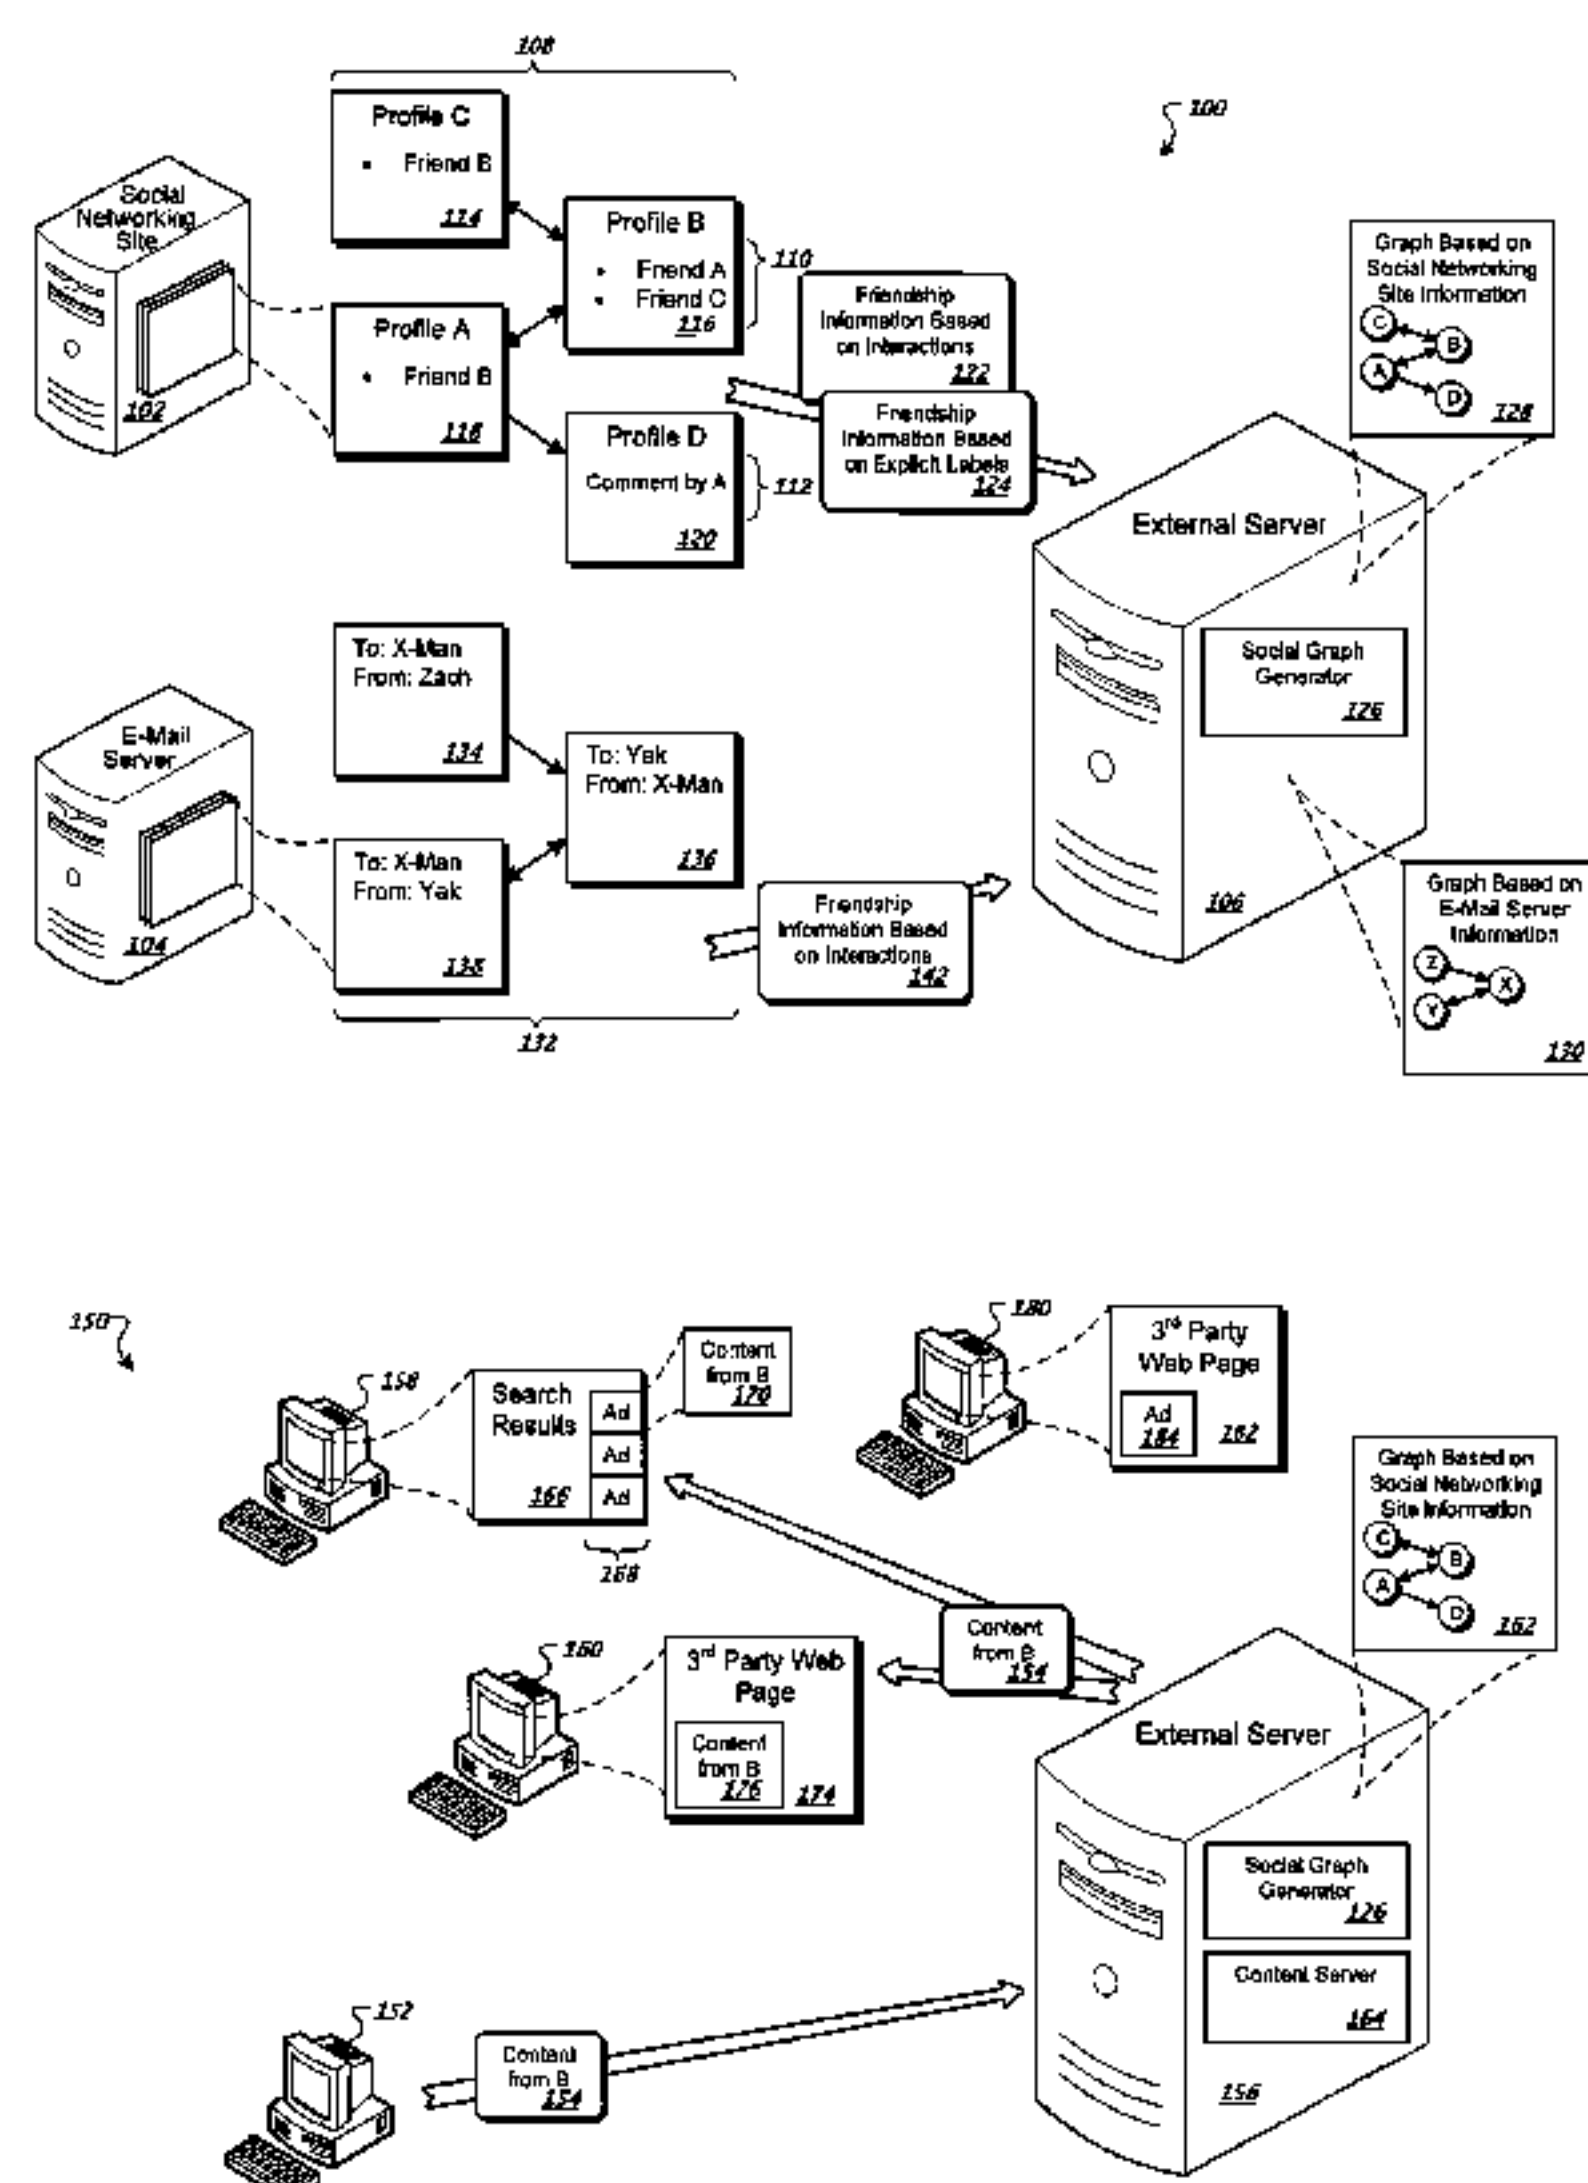 108
100
Profile C
• Friend B
114
Social
Networking
Site
102
Profile B
• Friend A
• Friend C
116
110
Profile A
• Friend B
118
Profile D
Comment by A
120
112
Friendship
Information Based
on Interactions
122
Friendship
Information Based
on Explicit Labels
124
Graph Based on
Social Networking
Site Information
C
B
A
D
128
External Server
Social Graph
Generator
126
106
To: X-Man
From: Zach
134
E-Mail
Server
104
To: Yak
From: X-Man
136
To: X-Man
From: Yak
138
132
Friendship
Information Based
on Interactions
142
Graph Based on
E-Mail Server
Information
Z
X
Y
130
150
158
Search
Results
166
Ad
Ad
Ad
168
Content
from B
170
180
3rd Party
Web Page
Ad
184
182
Graph Based on
Social Networking
Site Information
C
B
A
D
162
160
3rd Party Web
Page
Content
from B
176
174
Content
from B
154
External Server
Social Graph
Generator
126
Content Server
164
156
152
Content
from B
154